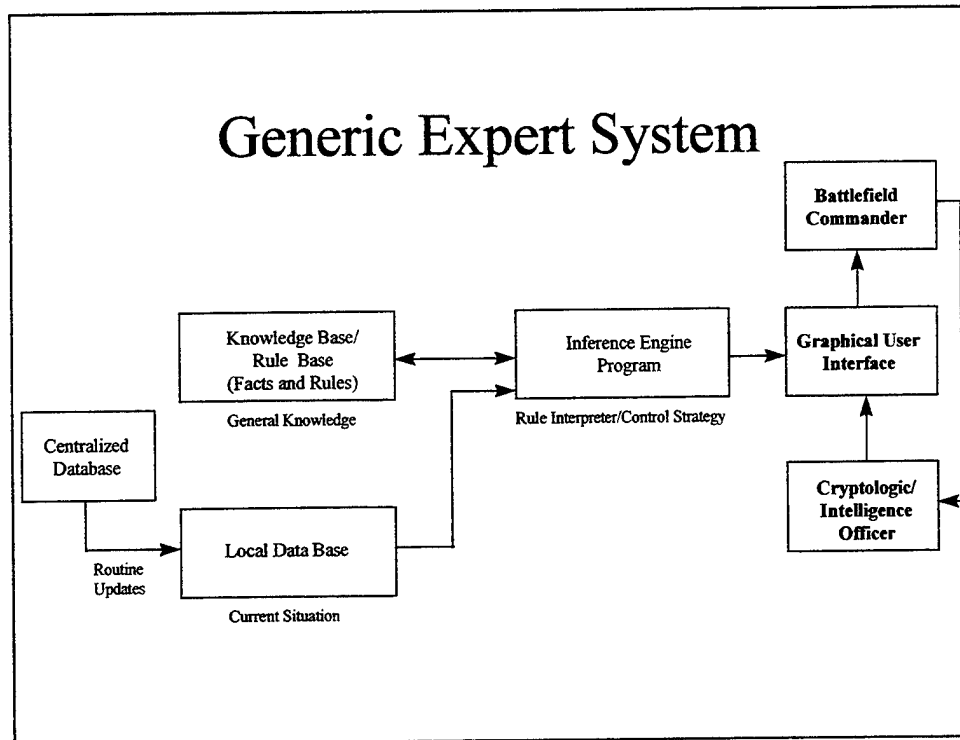 Generic Expert System
Battlefield
Commander
Knowledge Base/
Rule Base
(Facts and Rules)
General Knowledge
Inference Engine
Program
Rule Interpreter/Control Strategy
Graphical User
Interface
Centralized
Database
Routine
Updates
Local Data Base
Current Situation
Cryptologic/
Intelligence
Officer